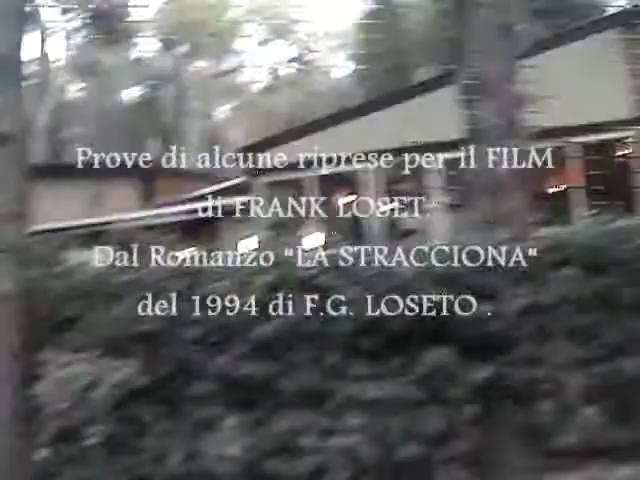 Prove di alcune riprese per il FILM
di FRANK LOSET.
Dal Romanzo "LA STRACCIONA"
del 1994 di F.G. LOSETO .